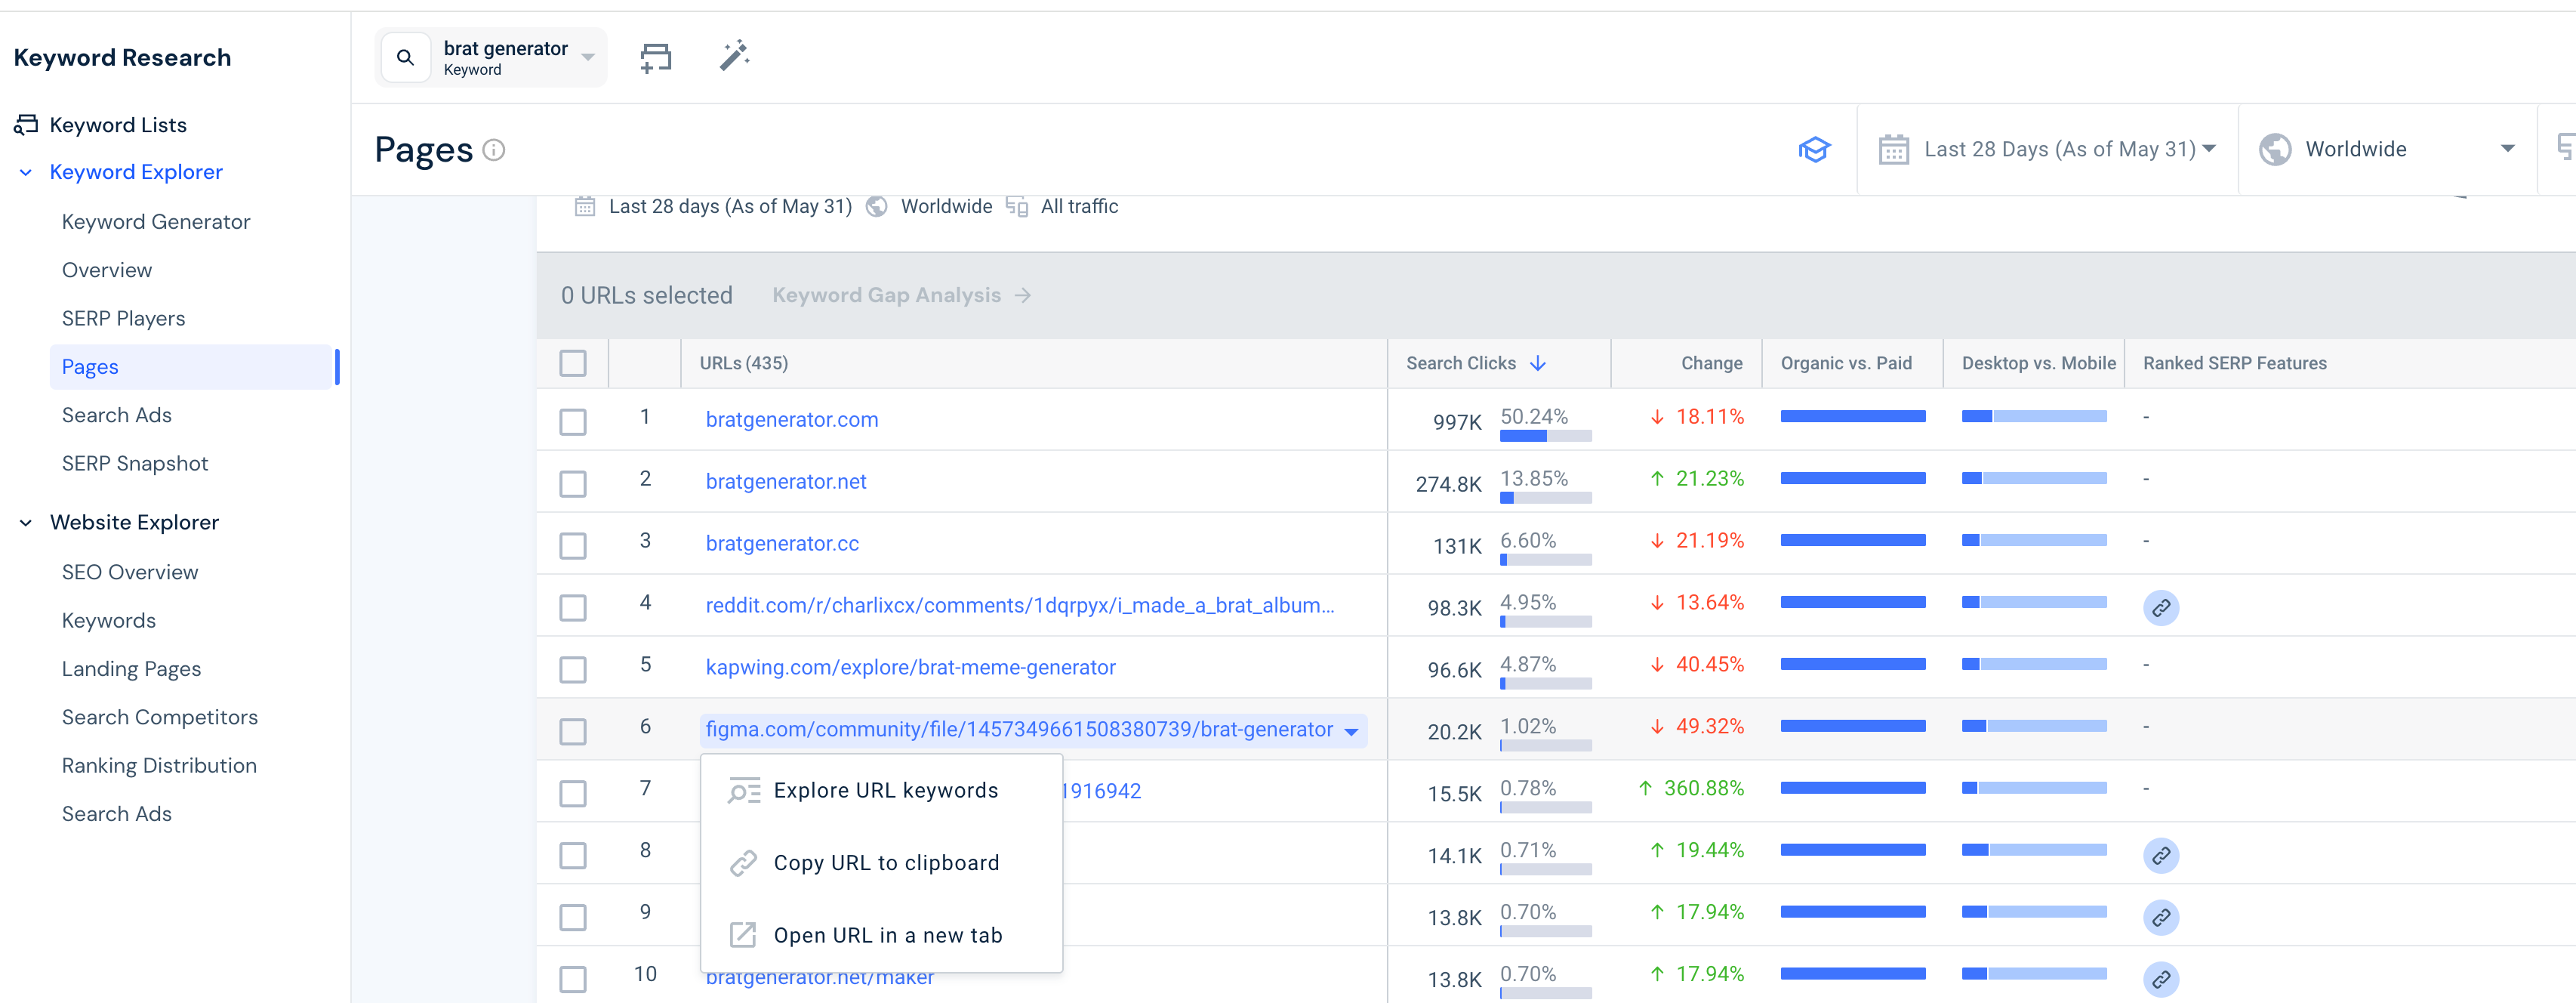 Keyword Research
Keyword Lists
Keyword Explorer
Keyword Generator
Overview
SERP Players
Pages
Search Ads
SERP Snapshot
Website Explorer
SEO Overview
Keywords
Landing Pages
Search Competitors
Ranking Distribution
Search Ads
brat generator
Keyword
Pages
Last 28 Days (As of May 31)
Worldwide
Last 28 days (As of May 31) Worldwide All traffic
0 URLs selected Keyword Gap Analysis
URLs (435) Search Clicks Change Organic vs. Paid Desktop vs. Mobile Ranked SERP Features
1 bratgenerator.com 997K 50.24% 18.11% -
2 bratgenerator.net 274.8K 13.85% 21.23% -
3 bratgenerator.cc 131K 6.60% 21.19% -
4 reddit.com/r/charlixcx/comments/1dqrpyx/i_made_a_brat_album... 98.3K 4.95% 13.64%
5 kapwing.com/explore/brat-meme-generator 96.6K 4.87% 40.45% -
6 figma.com/community/file/1457349661508380739/brat-generator 20.2K 1.02% 49.32% -
7 1916942 15.5K 0.78% 360.88% -
8 14.1K 0.71% 19.44%
9 13.8K 0.70% 17.94%
10 bratgenerator.net/maker 13.8K 0.70% 17.94%
Explore URL keywords
Copy URL to clipboard
Open URL in a new tab